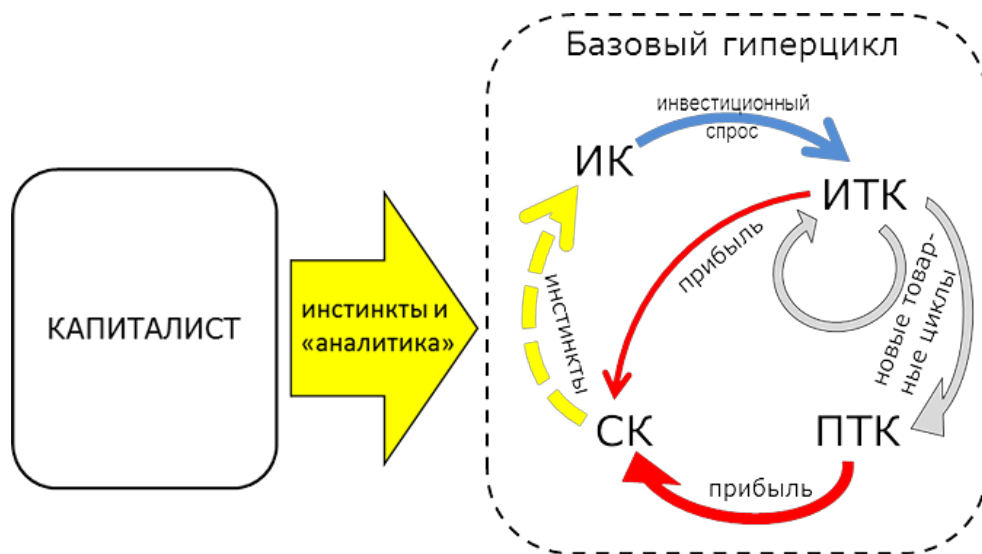 Базовый гиперцикл
инвестиционный
спрос
ИК
ИТК
прибыль
новые товар-
ные циклы
инстинкты
СК
ПТК
прибыль
КАПИТАЛИСТ
инстинкты и
«аналитика»